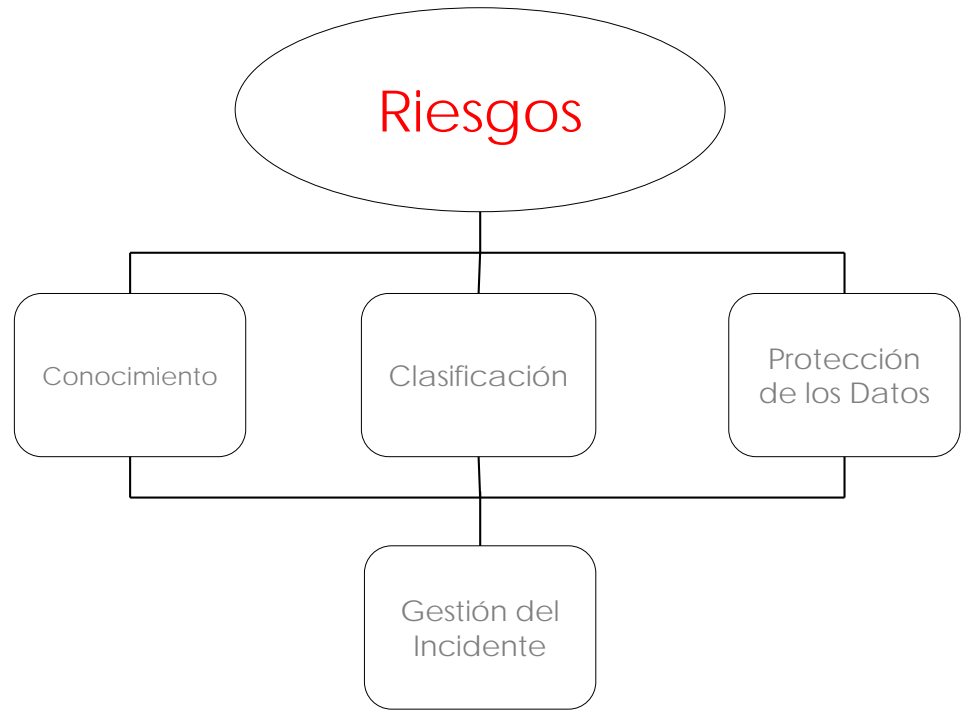 Riesgos
Conocimiento
Clasificación
Protección
de los Datos
Gestión del
Incidente